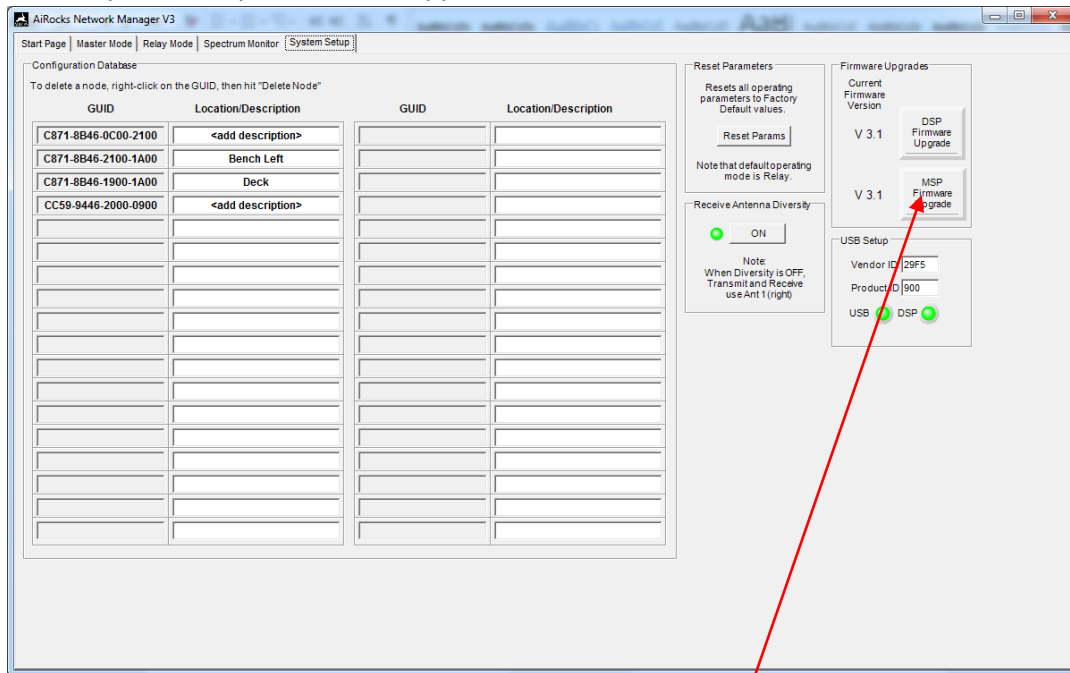 AiRocks Network Manager V3
Start Page Master Mode Relay Mode Spectrum Monitor System Setup
Configuration Database
To delete a node, right-click on the GUID, then hit "Delete Node"
GUID Location/Description GUID Location/Description
C871-8B46-0C00-2100 <add description>
C871-8B46-2100-1A00 Bench Left
C871-8B46-1900-1A00 Deck
CC59-9446-2000-0900 <add description>
Reset Parameters
Resets all operating
parameters to Factory
Default values.
Reset Params
Note that default operating
mode is Relay.
Receive Antenna Diversity
ON
Note:
When Diversity is OFF,
Transmit and Receive
use Ant 1 (right)
Firmware Upgrades
Current
Firmware
Version
V 3.1
DSP
Firmware
Upgrade
V 3.1
MSP
Firmware
Upgrade
USB Setup
Vendor ID 29F5
Product ID 900
USB DSP